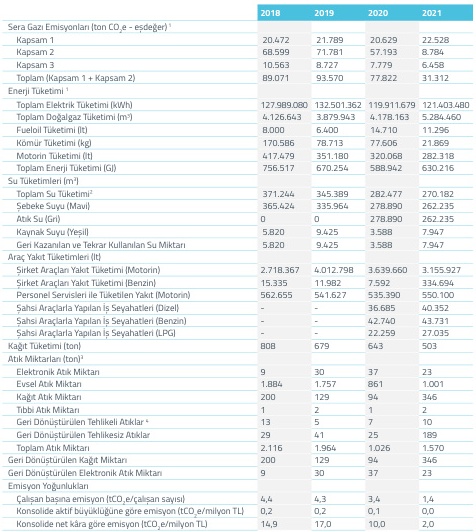 2018 2019 2020 2021
Sera Gazı Emisyonları (ton CO₂e - eşdeğer) ¹
Kapsam 1 20.472 21.789 20.629 22.528
Kapsam 2 68.599 71.781 57.193 8.784
Kapsam 3 10.563 8.727 7.779 6.458
Toplam (Kapsam 1 + Kapsam 2) 89.071 93.570 77.822 31.312
Enerji Tüketimi ¹
Toplam Elektrik Tüketimi (kWh) 127.989.080 132.501.362 119.911.679 121.403.480
Toplam Doğalgaz Tüketimi (m³) 4.126.643 3.879.943 4.178.163 5.284.460
Fueloil Tüketimi (lt) 8.000 6.400 14.710 11.296
Kömür Tüketimi (kg) 170.586 78.713 77.606 21.869
Motorin Tüketimi (lt) 417.479 351.180 320.068 282.318
Toplam Enerji Tüketimi (GJ) 756.517 670.254 588.942 630.216
Su Tüketimleri (m³)
Toplam Su Tüketimi² 371.244 345.389 282.477 270.182
Şebeke Suyu (Mavi) 365.424 335.964 278.890 262.235
Atık Su (Gri) 0 0 278.890 262.235
Kaynak Suyu (Yeşil) 5.820 9.425 3.588 7.947
Geri Kazanılan ve Tekrar Kullanılan Su Miktarı 5.820 9.425 3.588 7.947
Araç Yakıt Tüketimleri (lt)
Şirket Araçları Yakıt Tüketimi (Motorin) 2.718.367 4.012.798 3.639.660 3.155.927
Şirket Araçları Yakıt Tüketimi (Benzin) 15.335 11.982 7.592 334.694
Personel Servisleri ile Tüketilen Yakıt (Motorin) 562.655 541.627 535.390 550.100
Şahsi Araçlarla Yapılan İş Seyahatleri (Dizel) - - 36.685 40.352
Şahsi Araçlarla Yapılan İş Seyahatleri (Benzin) - - 42.740 43.731
Şahsi Araçlarla Yapılan İş Seyahatleri (LPG) - - 22.259 27.035
Kağıt Tüketimi (ton) 808 679 643 503
Atık Miktarları (ton)³
Elektronik Atık Miktarı 9 30 37 23
Evsel Atık Miktarı 1.884 1.757 861 1.001
Kağıt Atık Miktarı 200 129 94 346
Tıbbi Atık Miktarı 1 2 1 2
Geri Dönüştürülen Tehlikeli Atıklar ⁴ 13 5 7 10
Geri Dönüştürülen Tehlikesiz Atıklar 29 41 25 189
Toplam Atık Miktarı 2.116 1.964 1.026 1.570
Geri Dönüştürülen Kağıt Miktarı 200 129 94 346
Geri Dönüştürülen Elektronik Atık Miktarı 9 30 37 23
Emisyon Yoğunlukları
Çalışan başına emisyon (tCO₂e/çalışan sayısı) 4,4 4,3 3,4 1,4
Konsolide aktif büyüklüğüne göre emisyon (tCO₂e/milyon TL) 0,2 0,2 0,1 0,0
Konsolide net kâra göre emisyon (tCO₂e/milyon TL) 14,9 17,0 10,0 2,0